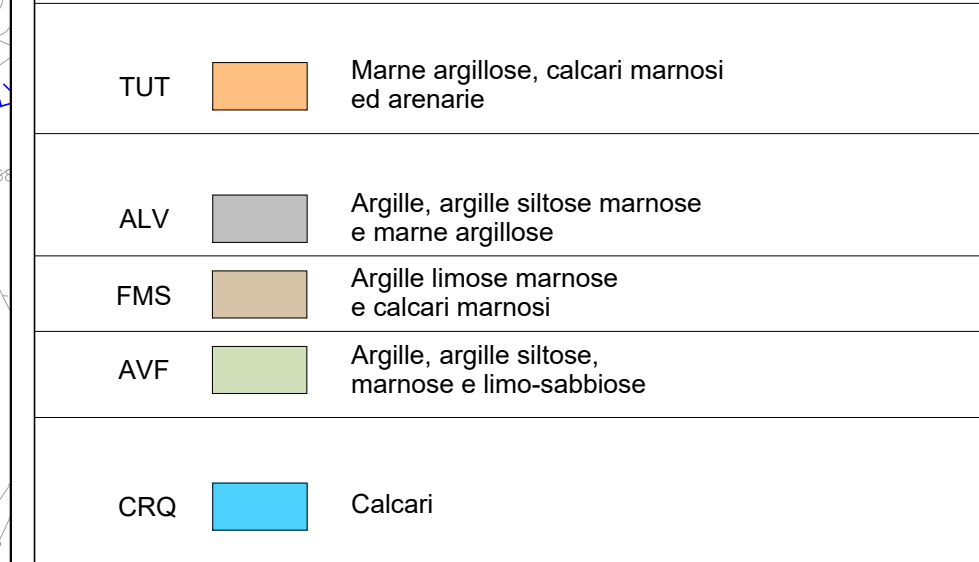 TUT
Marne argillose, calcari marnosi
ed arenarie
ALV
Argille, argille siltose marnose
e marne argillose
FMS
Argille limose marnose
e calcari marnosi
AVF
Argille, argille siltose,
marnose e limo-sabbiose
CRQ
Calcari